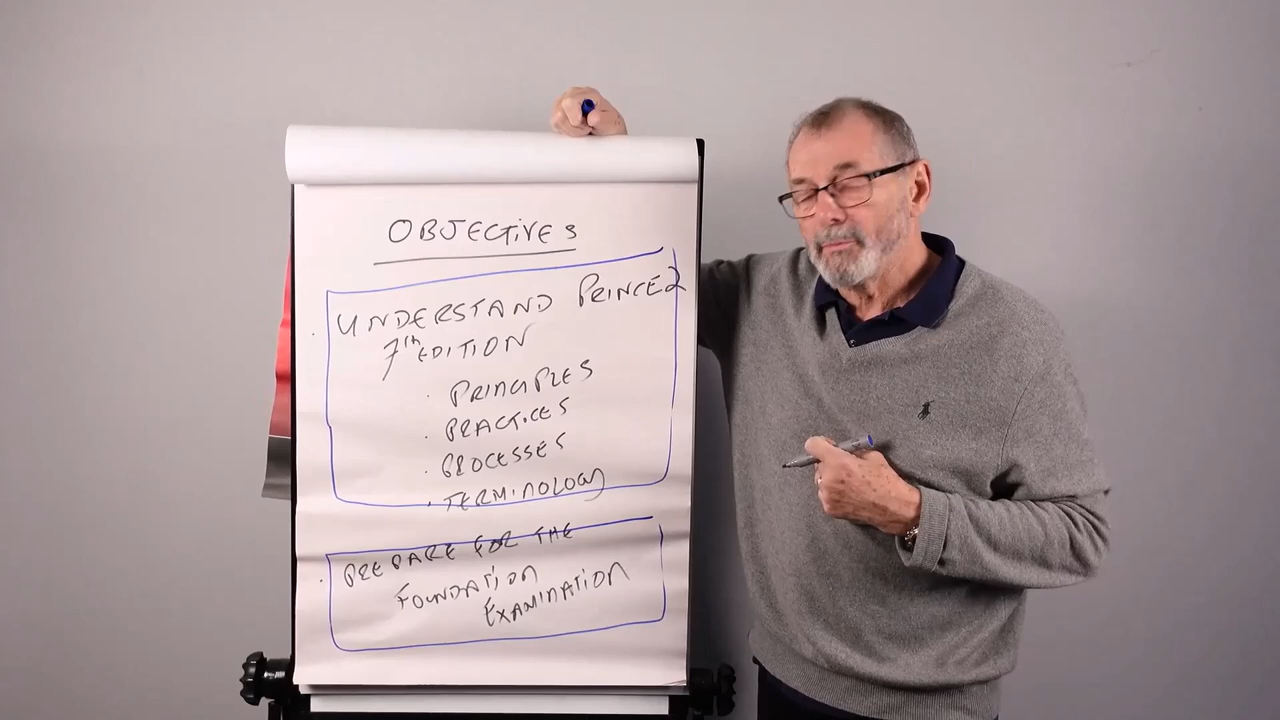 OBJECTIVES
· UNDERSTAND PRINCE2
7th EDITION
· PRINCIPLES
· PRACTICES
· PROCESSES
· TERMINOLOGY
· PREPARE FOR THE
FOUNDATION
EXAMINATION